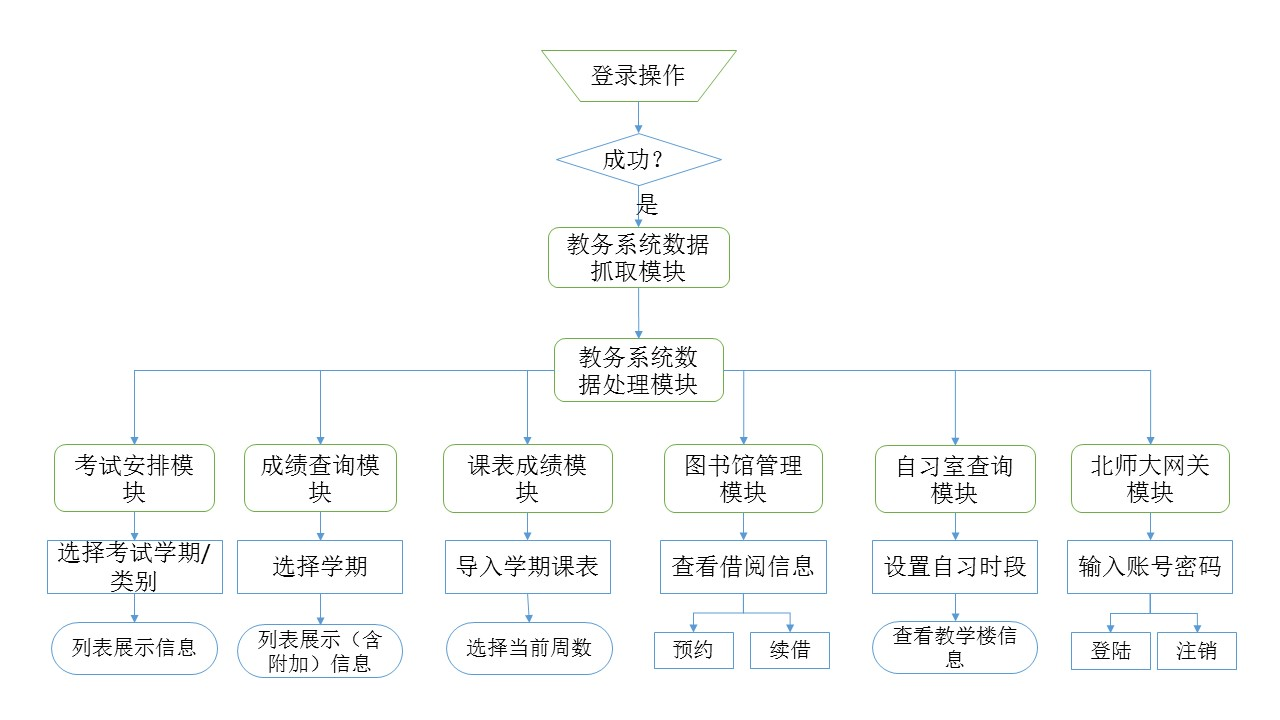 登录操作
成功？
是
教务系统数据
抓取模块
教务系统数
据处理模块
考试安排模
块
成绩查询模
块
课表成绩模
块
图书馆管理
模块
自习室查询
模块
北师大网关
模块
选择考试学期/
类别
选择学期
导入学期课表
查看借阅信息
设置自习时段
输入账号密码
列表展示信息
列表展示（含
附加）信息
选择当前周数
预约
续借
查看教学楼信
息
登陆
注销